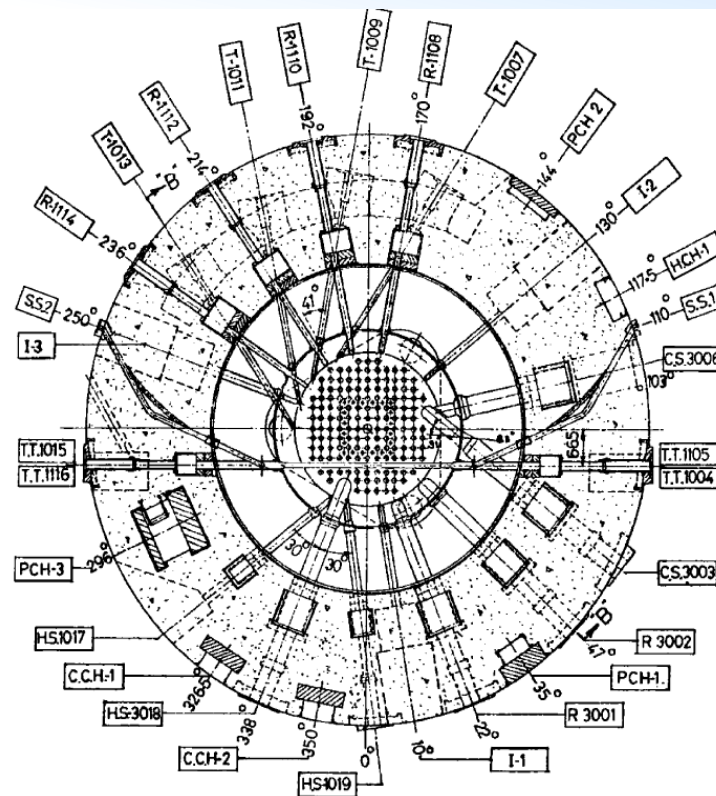 T-1009
R-1110
R-1108
T-1011
T-1007
R-1112
192°
170°
PCH 2
T-1013
214°
144°
"B"
R-1114
I-2
130°
236°
H.C.H-1
117.5°
S.S.2
S.S.1
250°
110°
41°
I-3
C.S.3006
103°
665
T.T.1015
T.T.1105
T.T.1116
T.T.1004
30°
30°
PCH-3
296°
C.S.3003
H.S.1017
"B"
R 3002
47°
C.C.H.-1
PCH-1.
326.5°
35°
H.S-3018
338
R 3001
22°
350°
C.C.H-2
0°
10°
I-1
H.S-1019